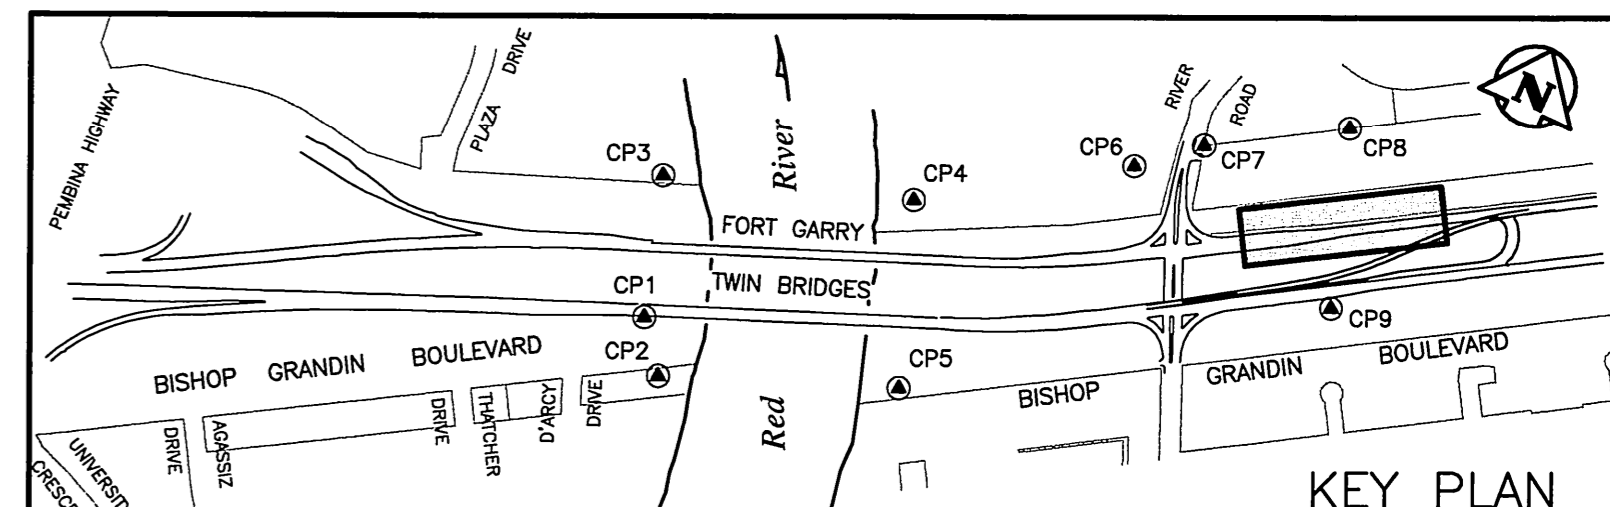 PEMBINA HIGHWAY
PLAZA DRIVE
CP3
River
CP4
CP6
RIVER ROAD
CP7
CP8
N
FORT GARRY
TWIN BRIDGES
CP1
CP2
CP5
CP9
BISHOP GRANDIN BOULEVARD
BISHOP GRANDIN BOULEVARD
DRIVE
AGASSIZ
DRIVE
THATCHER
D'ARCY
DRIVE
Red
UNIVERSIT
CRESC
KEY PLAN